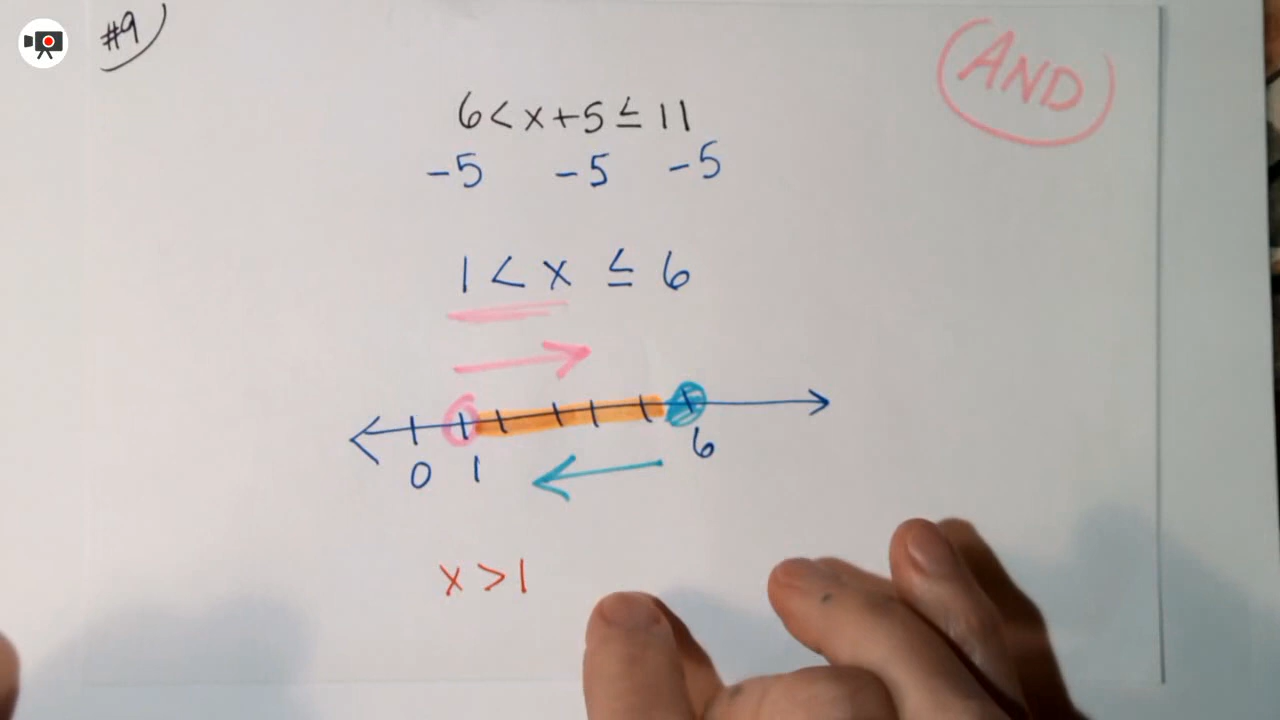 #9
AND
6 < x + 5 ≤ 11
-5 -5 -5
1 < x ≤ 6
0 1 6
x > 1